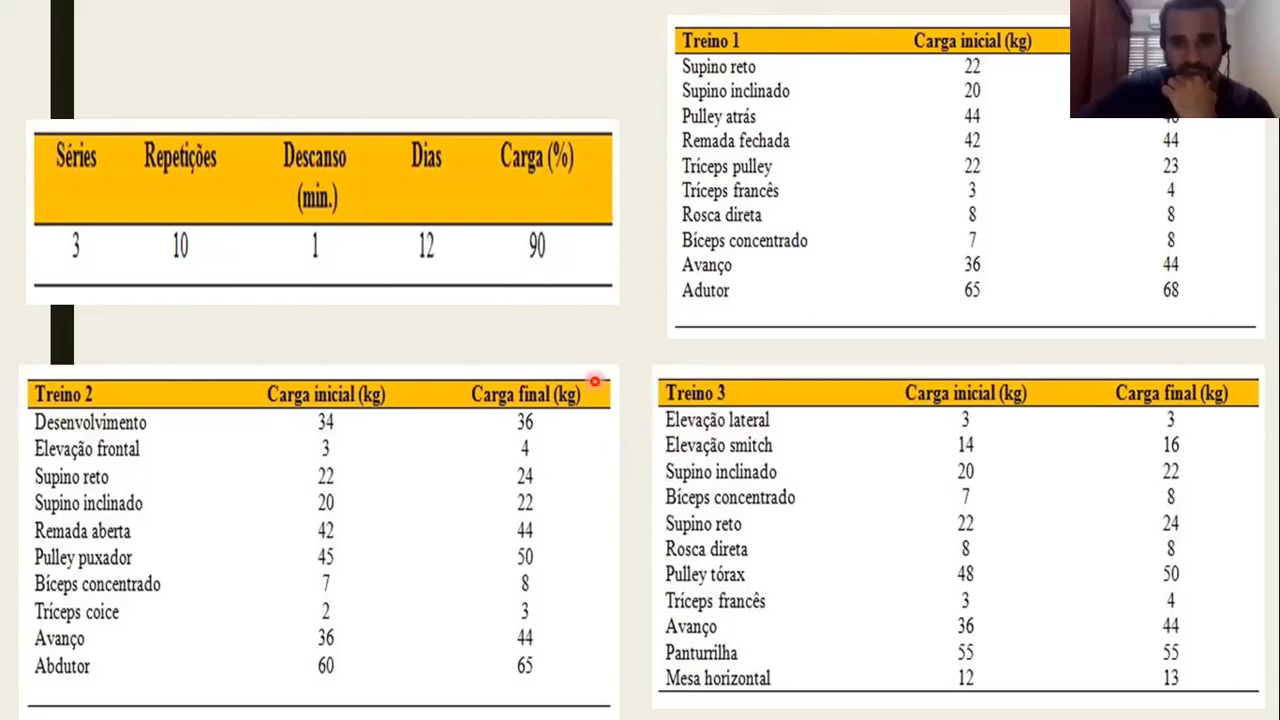 Séries Repetições Descanso (min.) Dias Carga (%)
3 10 1 12 90
Treino 1 Carga inicial (kg)
Supino reto 22
Supino inclinado 20
Pulley atrás 44
Remada fechada 42 44
Tríceps pulley 22 23
Tríceps francês 3 4
Rosca direta 8 8
Bíceps concentrado 7 8
Avanço 36 44
Adutor 65 68
Treino 2 Carga inicial (kg) Carga final (kg)
Desenvolvimento 34 36
Elevação frontal 3 4
Supino reto 22 24
Supino inclinado 20 22
Remada aberta 42 44
Pulley puxador 45 50
Bíceps concentrado 7 8
Tríceps coice 2 3
Avanço 36 44
Abdutor 60 65
Treino 3 Carga inicial (kg) Carga final (kg)
Elevação lateral 3 3
Elevação smitch 14 16
Supino inclinado 20 22
Bíceps concentrado 7 8
Supino reto 22 24
Rosca direta 8 8
Pulley tórax 48 50
Tríceps francês 3 4
Avanço 36 44
Panturrilha 55 55
Mesa horizontal 12 13